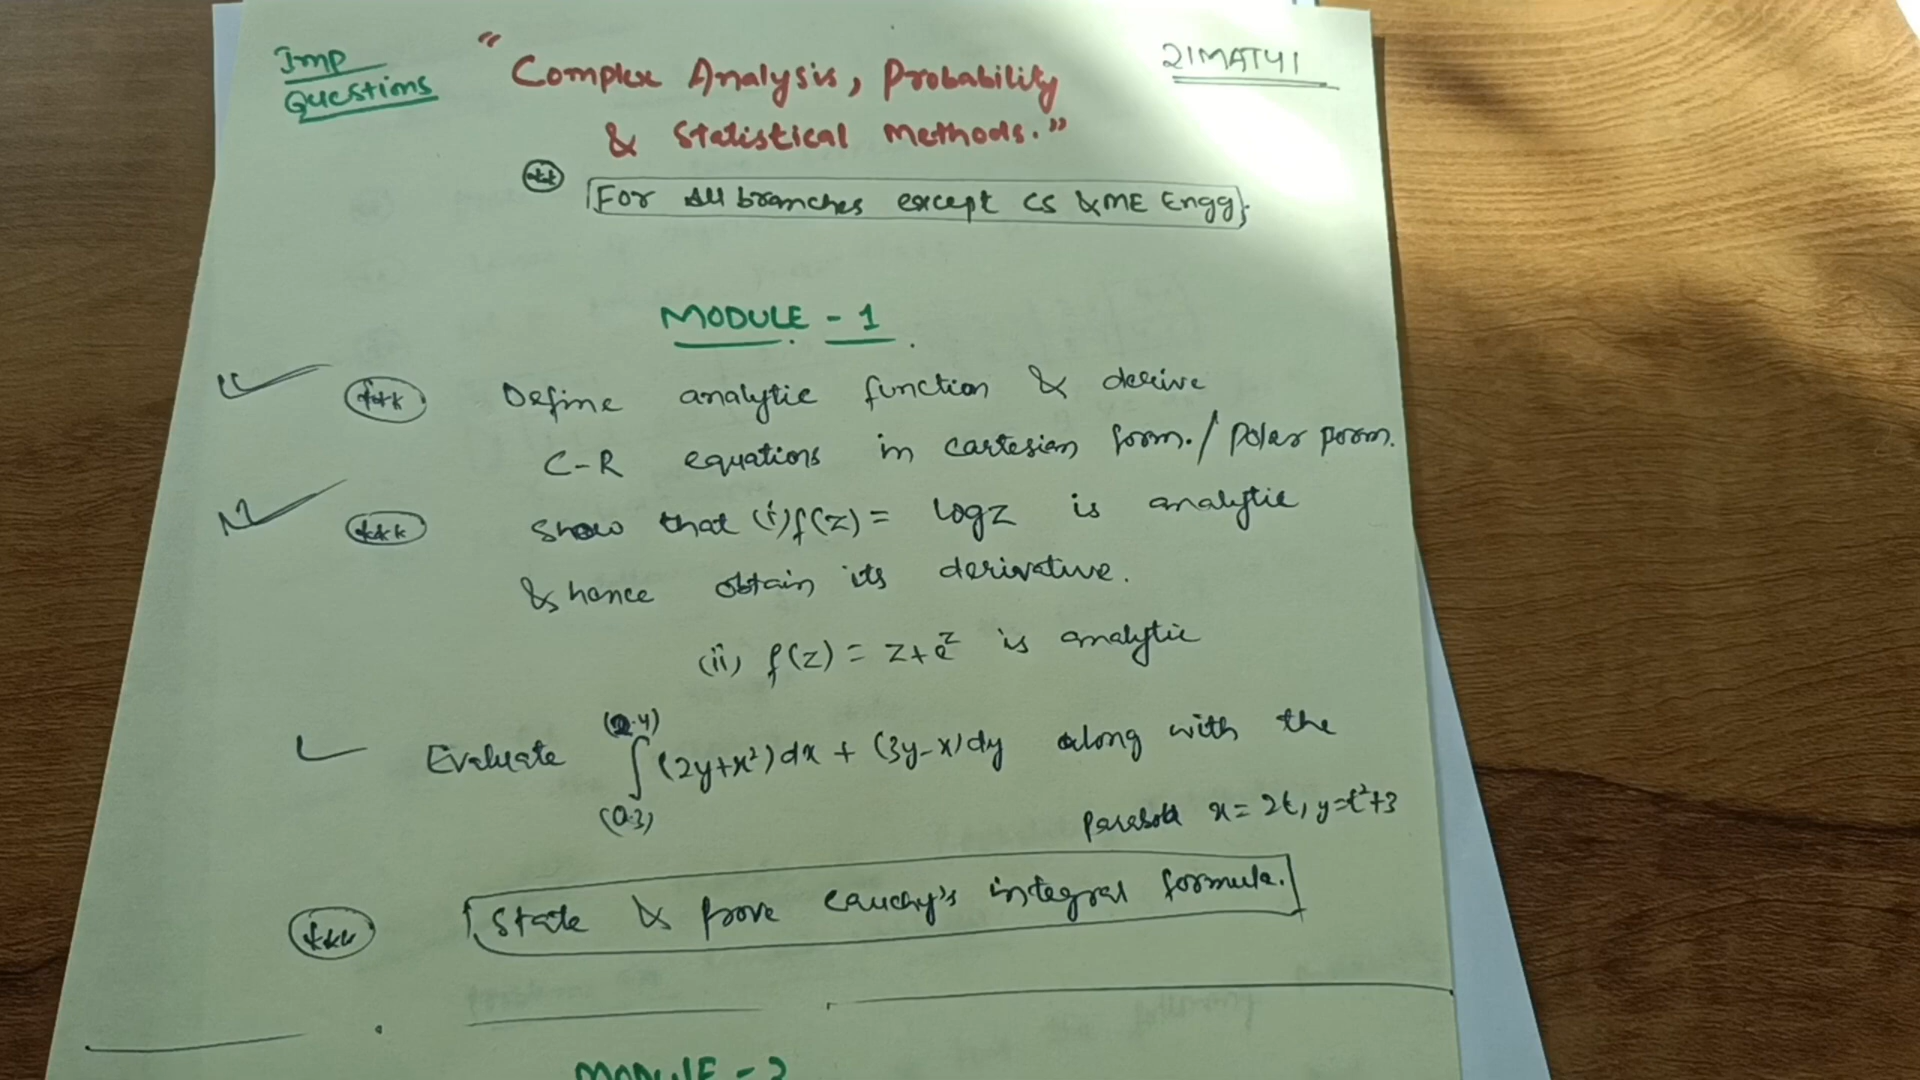 Imp
Questions
"Complex Analysis, Probability
& Statistical Methods."
21MAT41
**
For All branches except CS & ME Engg
MODULE - 1
*** Define analytic function & derive
C-R equations in cartesian form. / Polar form.
*** Show that (i) f(z) = log z is analytic
& hence obtain its derivative.
(ii) f(z) = z + e^z is analytic
Evaluate ∫ (0,3) (2,4) (2y+x²)dx + (3y-x)dy along with the
Parabola x = 2t, y = t²+3
*** State & Prove Cauchy's integral formula.
MODULE - 2